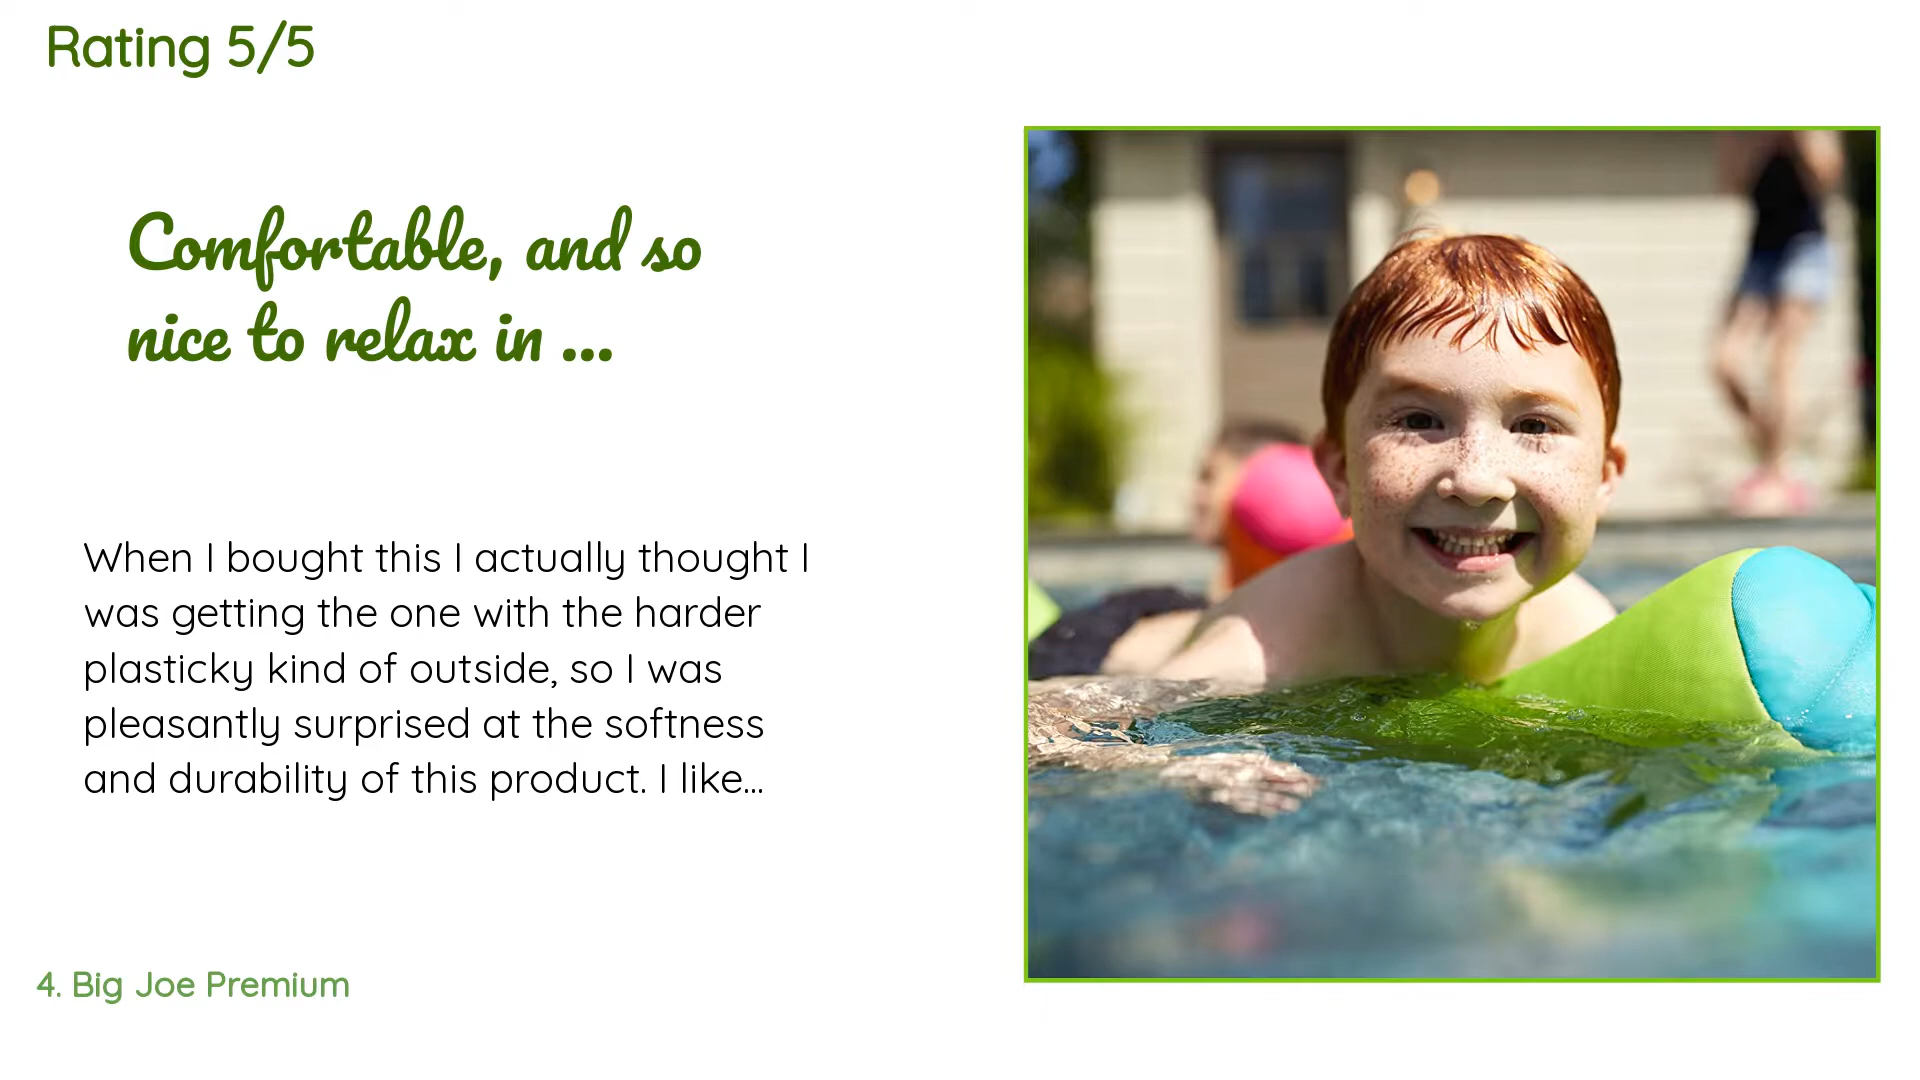 Rating 5/5
Comfortable, and so
nice to relax in ...
When I bought this I actually thought I
was getting the one with the harder
plasticky kind of outside, so I was
pleasantly surprised at the softness
and durability of this product. I like...
4. Big Joe Premium